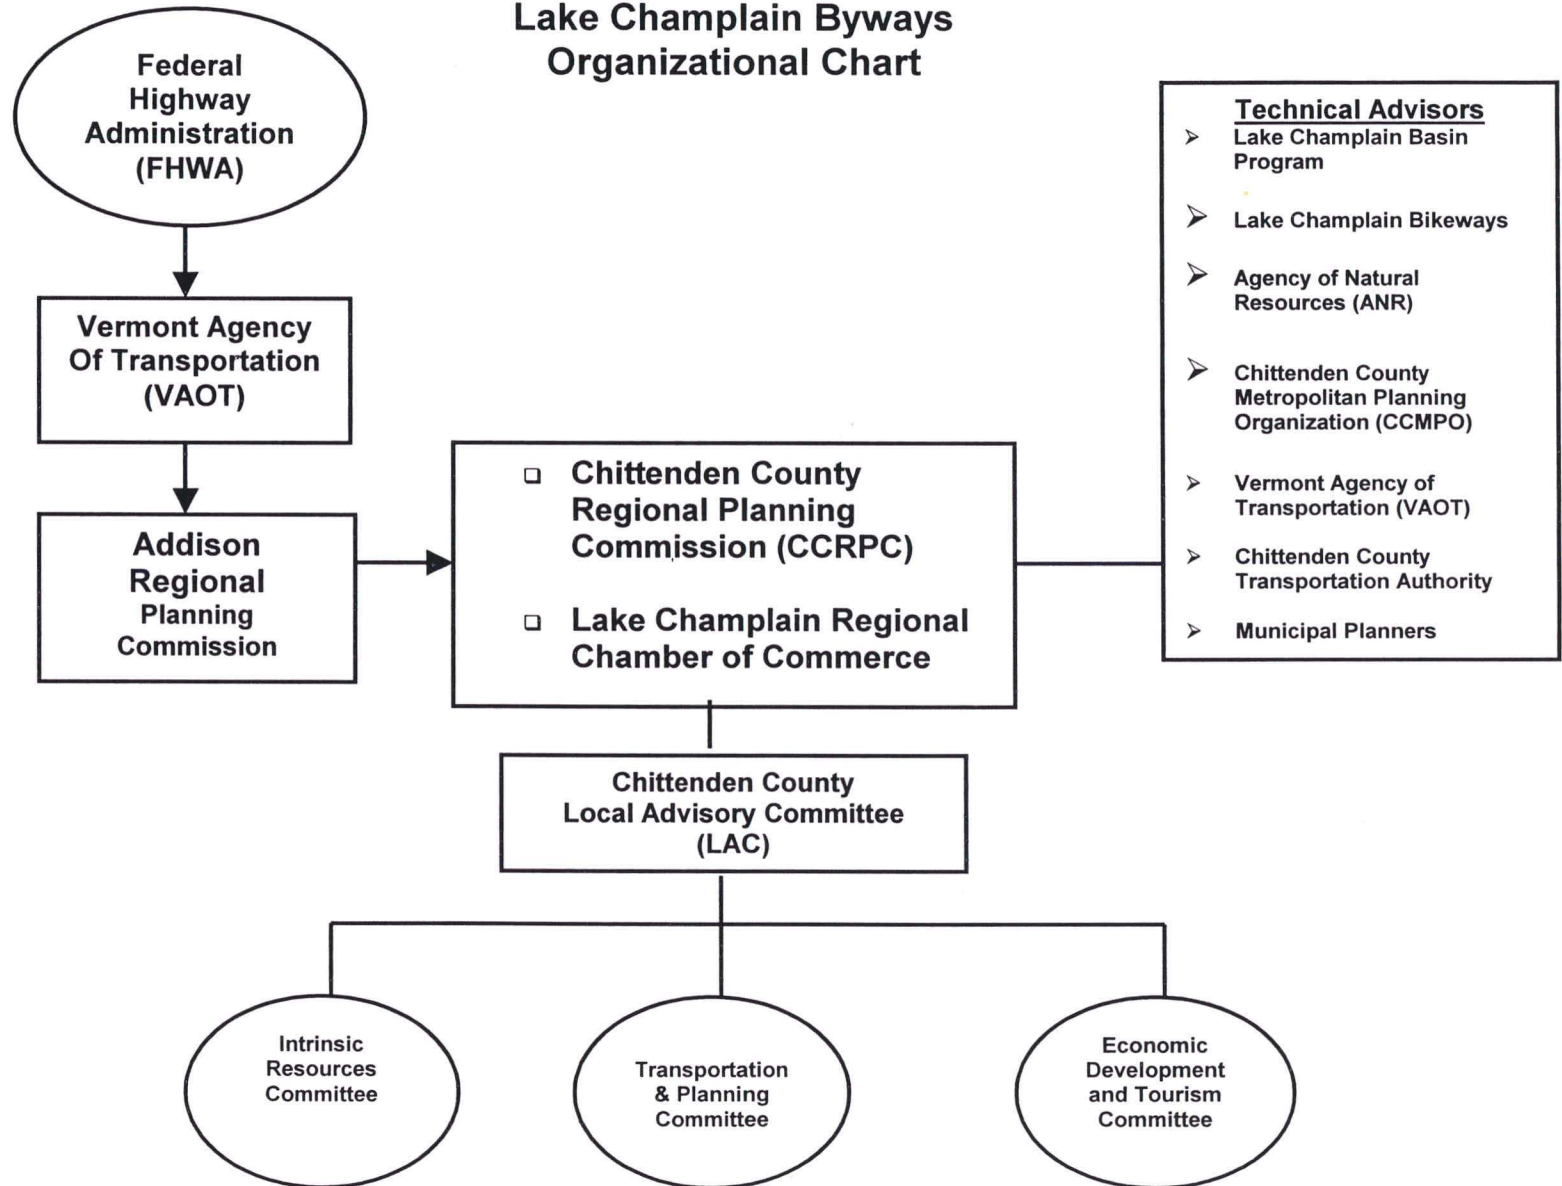 Lake Champlain Byways
Organizational Chart
Federal
Highway
Administration
(FHWA)
Vermont Agency
Of Transportation
(VAOT)
Addison
Regional
Planning
Commission
❑ Chittenden County
Regional Planning
Commission (CCRPC)
❑ Lake Champlain Regional
Chamber of Commerce
Technical Advisors
➢ Lake Champlain Basin
Program
➢ Lake Champlain Bikeways
➢ Agency of Natural
Resources (ANR)
➢ Chittenden County
Metropolitan Planning
Organization (CCMPO)
➢ Vermont Agency of
Transportation (VAOT)
➢ Chittenden County
Transportation Authority
➢ Municipal Planners
Chittenden County
Local Advisory Committee
(LAC)
Intrinsic
Resources
Committee
Transportation
& Planning
Committee
Economic
Development
and Tourism
Committee